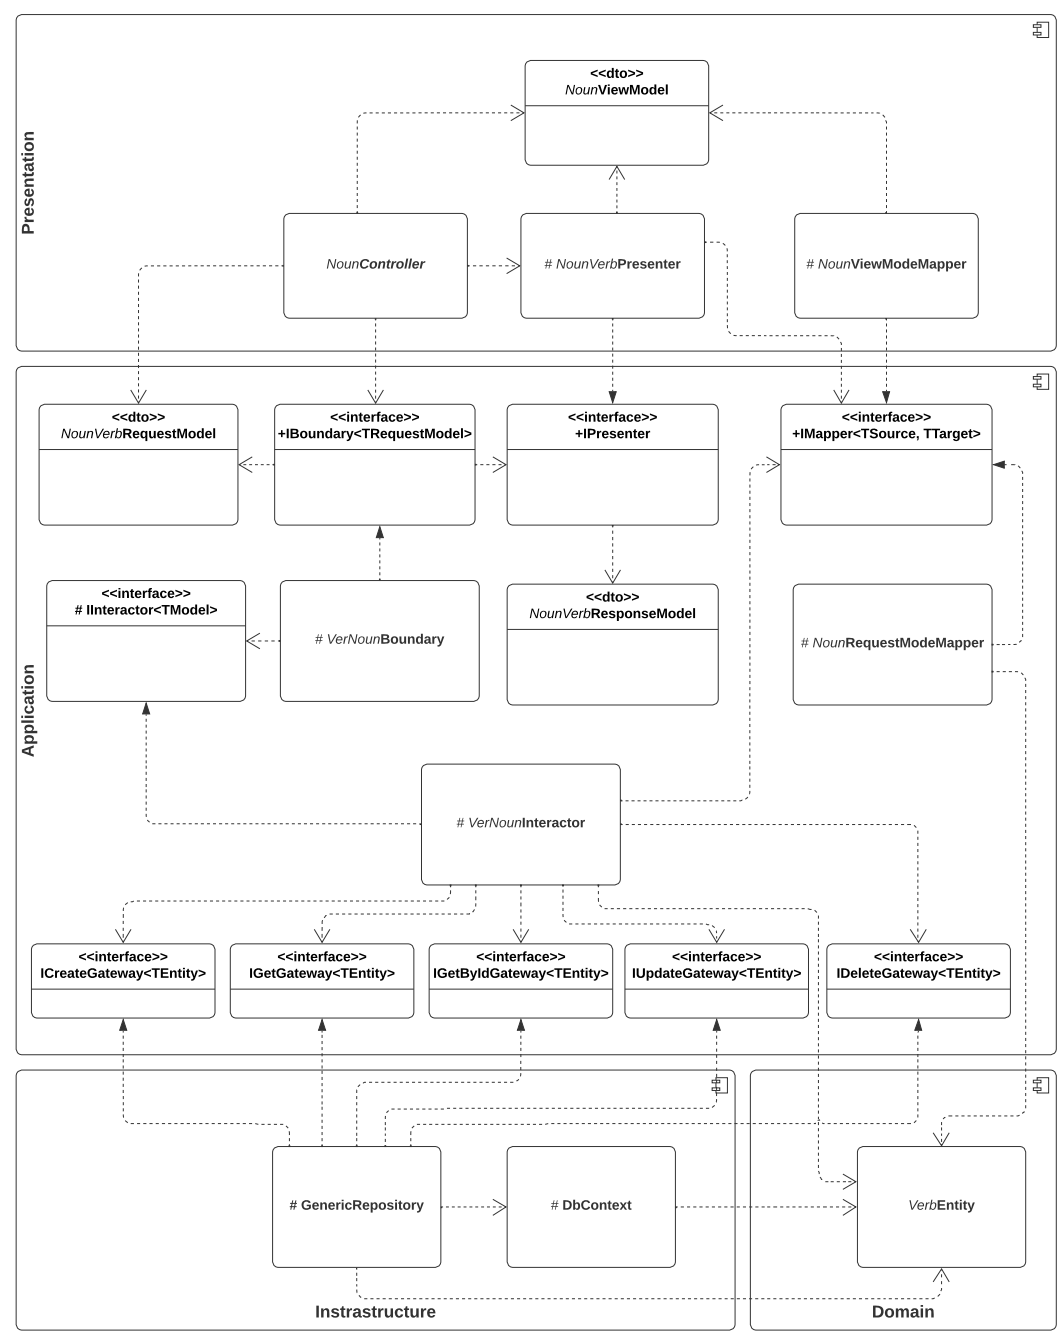 Presentation
<<dto>>
NounViewModel
NounController
# NounVerbPresenter
# NounViewModeMapper
Application
<<dto>>
NounVerbRequestModel
<<interface>>
+IBoundary<TRequestModel>
<<interface>>
+IPresenter
<<interface>>
+IMapper<TSource, TTarget>
<<interface>>
# IInteractor<TModel>
# VerNounBoundary
<<dto>>
NounVerbResponseModel
# NounRequestModeMapper
# VerNounInteractor
<<interface>>
ICreateGateway<TEntity>
<<interface>>
IGetGateway<TEntity>
<<interface>>
IGetByIdGateway<TEntity>
<<interface>>
IUpdateGateway<TEntity>
<<interface>>
IDeleteGateway<TEntity>
# GenericRepository
# DbContext
VerbEntity
Instrastructure
Domain